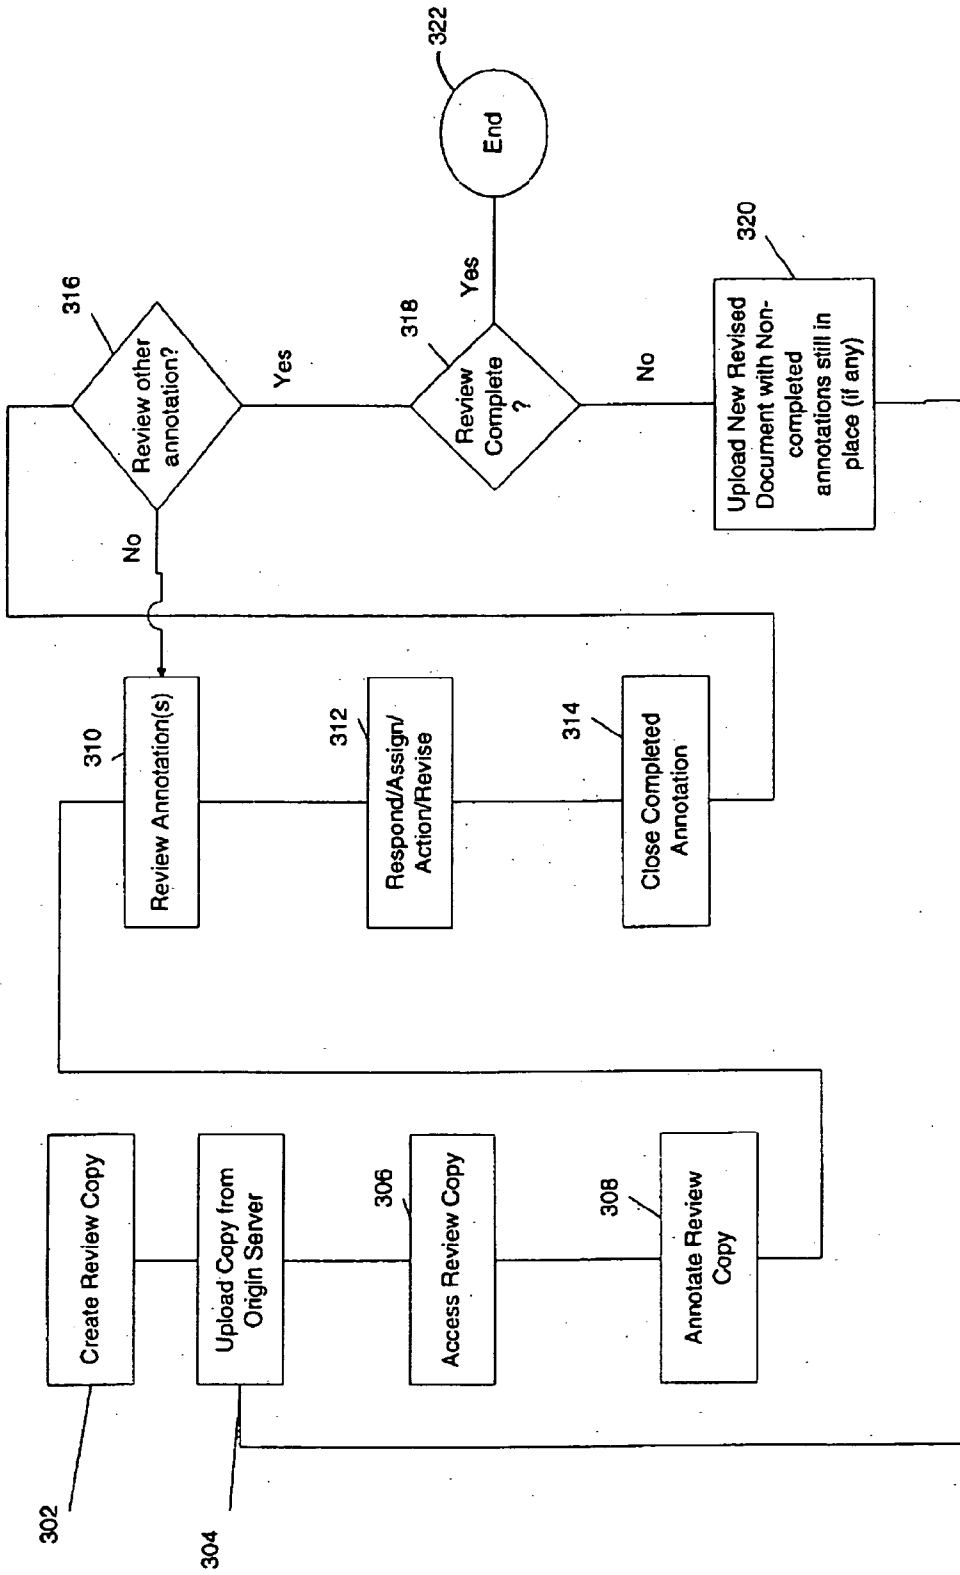 302
Create Review Copy
304
Upload Copy from
Origin Server
306
Access Review Copy
308
Annotate Review
Copy
310
Review Annotation(s)
312
Respond/Assign/
Action/Revise
314
Close Completed
Annotation
316
Review other
annotation?
No
Yes
318
Review
Complete
?
Yes
No
322
End
320
Upload New Revised
Document with Non-
completed
annotations still in
place (if any)